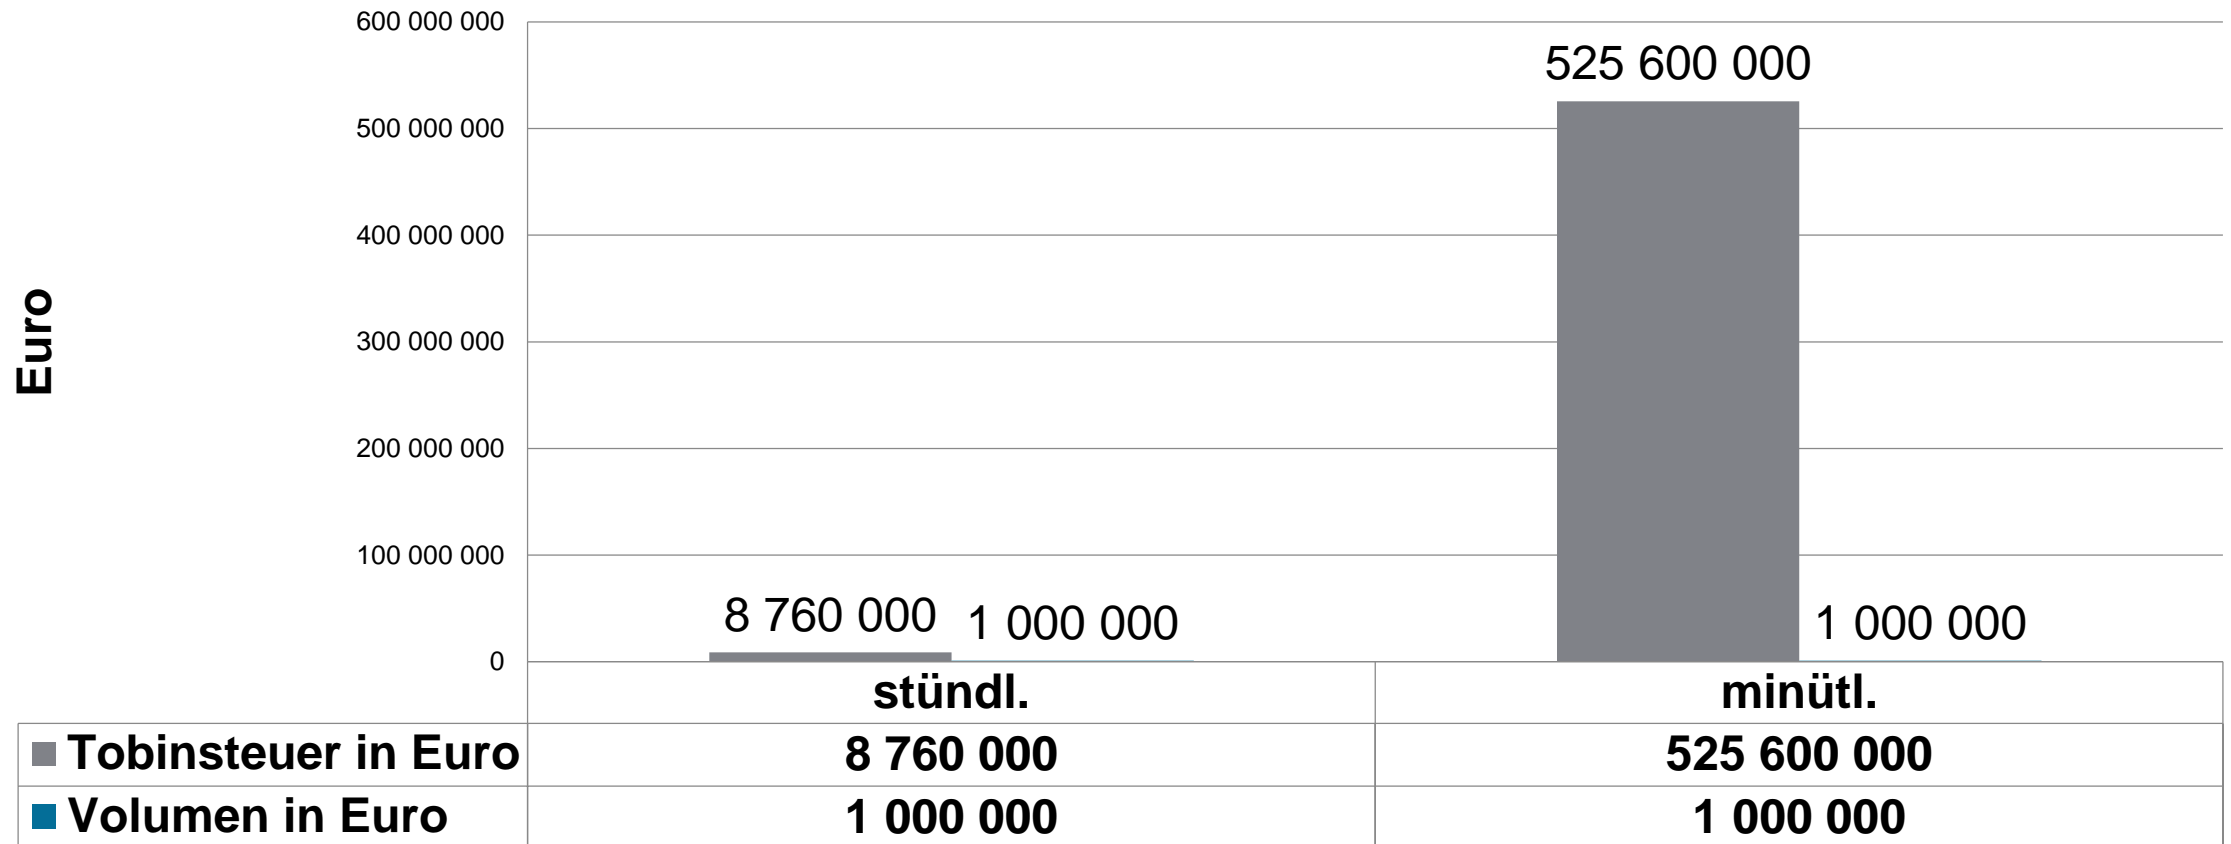 600 000 000
500 000 000
400 000 000
300 000 000
200 000 000
100 000 000
0
Euro
525 600 000
8 760 000
1 000 000
1 000 000
stündl.
minütl.
Tobinsteuer in Euro 8 760 000 525 600 000
Volumen in Euro 1 000 000 1 000 000